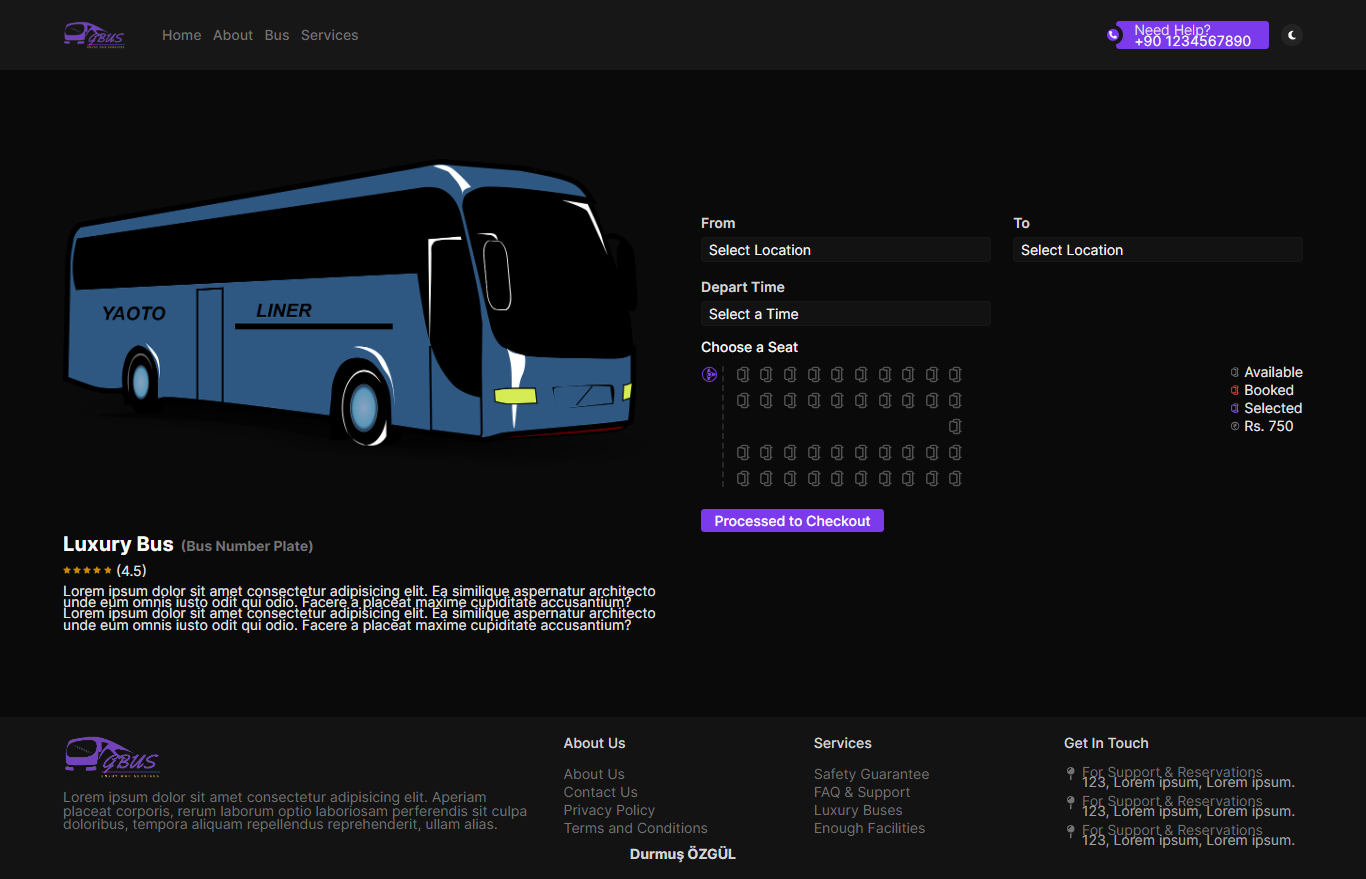 GBUS
Home About Bus Services
Need Help?
+90 1234567890
YAOTO LINER
From
Select Location
To
Select Location
Depart Time
Select a Time
Choose a Seat
Available
Booked
Selected
Rs. 750
Processed to Checkout
Luxury Bus (Bus Number Plate)
(4.5)
Lorem ipsum dolor sit amet consectetur adipisicing elit. Ea similique aspernatur architecto
unde eum omnis iusto odit qui odio. Facere a placeat maxime cupiditate accusantium?
Lorem ipsum dolor sit amet consectetur adipisicing elit. Ea similique aspernatur architecto
unde eum omnis iusto odit qui odio. Facere a placeat maxime cupiditate accusantium?
GBUS
Lorem ipsum dolor sit amet consectetur adipisicing elit. Aperiam
placeat corporis, rerum laborum optio laboriosam perferendis sit culpa
doloribus, tempora aliquam repellendus reprehenderit, ullam alias.
About Us
About Us
Contact Us
Privacy Policy
Terms and Conditions
Services
Safety Guarantee
FAQ & Support
Luxury Buses
Enough Facilities
Get In Touch
For Support & Reservations
123, Lorem ipsum, Lorem ipsum.
For Support & Reservations
123, Lorem ipsum, Lorem ipsum.
For Support & Reservations
123, Lorem ipsum, Lorem ipsum.
Durmuş ÖZGÜL